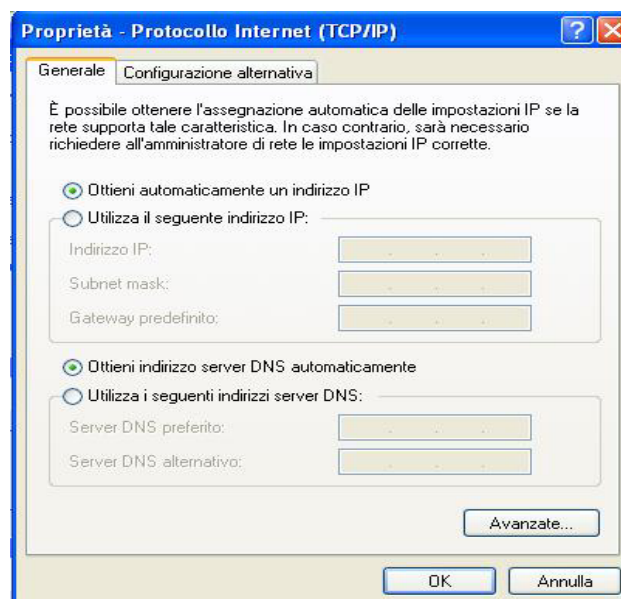 Proprietà - Protocollo Internet (TCP/IP)
Generale
Configurazione alternativa
È possibile ottenere l'assegnazione automatica delle impostazioni IP se la
rete supporta tale caratteristica. In caso contrario, sarà necessario
richiedere all'amministratore di rete le impostazioni IP corrette.
Ottieni automaticamente un indirizzo IP
Utilizza il seguente indirizzo IP:
Indirizzo IP:
Subnet mask:
Gateway predefinito:
Ottieni indirizzo server DNS automaticamente
Utilizza i seguenti indirizzi server DNS:
Server DNS preferito:
Server DNS alternativo:
Avanzate...
OK
Annulla